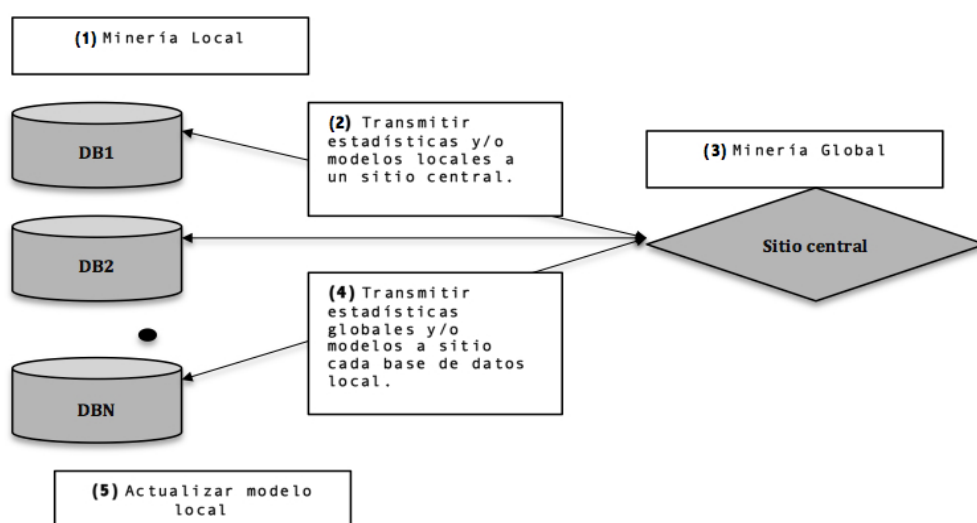 (1) Minería Local
DB1
(2) Transmitir
estadísticas y/o
modelos locales a
un sitio central.
(3) Minería Global
DB2
Sitio central
(4) Transmitir
estadísticas
globales y/o
modelos a sitio
cada base de datos
local.
DBN
(5) Actualizar modelo
local